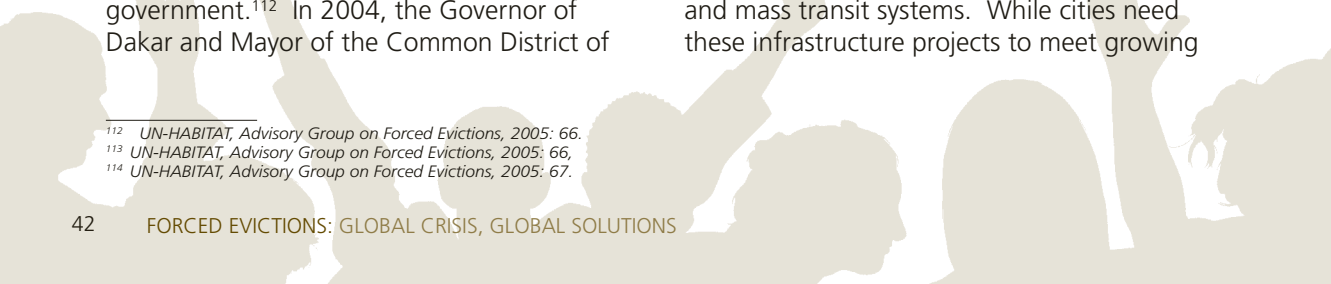 government.¹¹² In 2004, the Governor of
Dakar and Mayor of the Common District of
and mass transit systems. While cities need
these infrastructure projects to meet growing
¹¹² UN-HABITAT, Advisory Group on Forced Evictions, 2005: 66.
¹¹³ UN-HABITAT, Advisory Group on Forced Evictions, 2005: 66,
¹¹⁴ UN-HABITAT, Advisory Group on Forced Evictions, 2005: 67.
42 FORCED EVICTIONS: GLOBAL CRISIS, GLOBAL SOLUTIONS